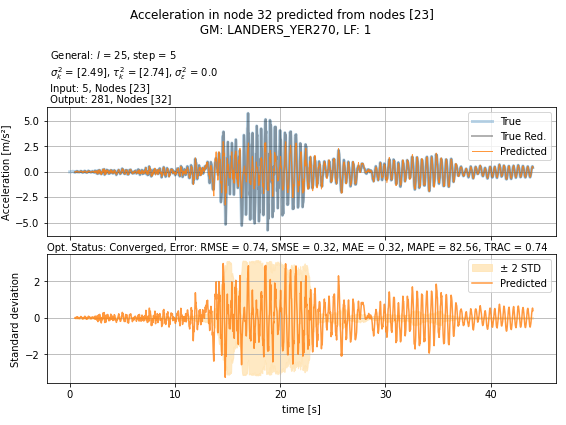 Acceleration in node 32 predicted from nodes [23]
GM: LANDERS_YER270, LF: 1
General: l = 25, step = 5
σ²ₖ = [2.49], τ²ₖ = [2.74], σ²ε = 0.0
Input: 5, Nodes [23]
Output: 281, Nodes [32]
Acceleration [m/s²]
5.0
2.5
0.0
−2.5
−5.0
True
True Red.
Predicted
Opt. Status: Converged, Error: RMSE = 0.74, SMSE = 0.32, MAE = 0.32, MAPE = 82.56, TRAC = 0.74
Standard deviation
2
0
−2
± 2 STD
Predicted
0
10
20
30
40
time [s]